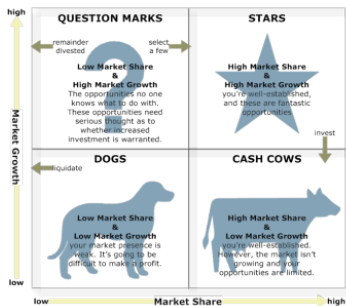 high
QUESTION MARKS
STARS
remainder
divested
select
a few
Low Market Share
&
High Market Growth
The opportunities no one
knows what to do with.
These opportunities need
serious thought as to
whether increased
investment is warranted.
High Market Share
&
High Market Growth
you're well-established,
and these are fantastic
opportunities
invest
Market Growth
DOGS
CASH COWS
liquidate
Low Market Share
&
Low Market Growth
your market presence is
weak. It's going to be
difficult to make a profit.
High Market Share
&
Low Market Growth
you're well-established.
However, the market isn't
growing and your
opportunities are limited.
low
low
Market Share
high